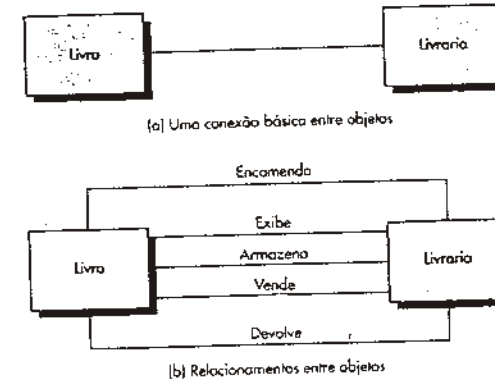 Livro
Livraria
(a) Uma conexão básica entre objetos
Encomenda
Exibe
Armazena
Livro
Livraria
Vende
Devolve
(b) Relacionamentos entre objetos